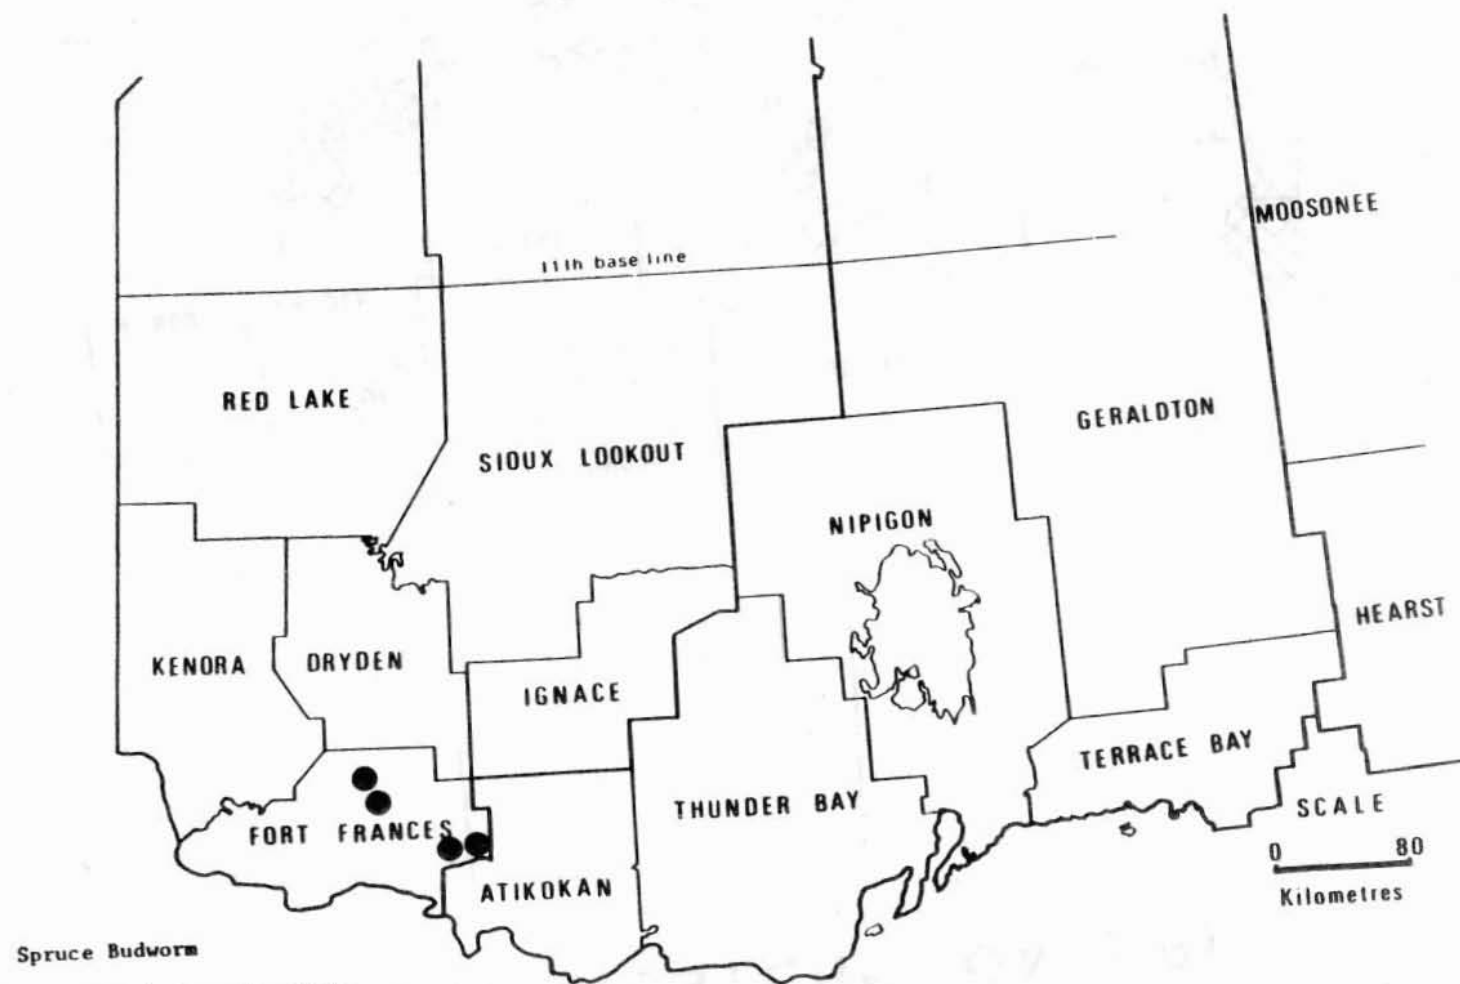 MOOSONEE
11th base line
RED LAKE
GERALDTON
SIOUX LOOKOUT
NIPIGON
HEARST
KENORA
DRYDEN
IGNACE
TERRACE BAY
THUNDER BAY
SCALE
FORT FRANCES
0 80
Kilometres
ATIKOKAN
Spruce Budworm